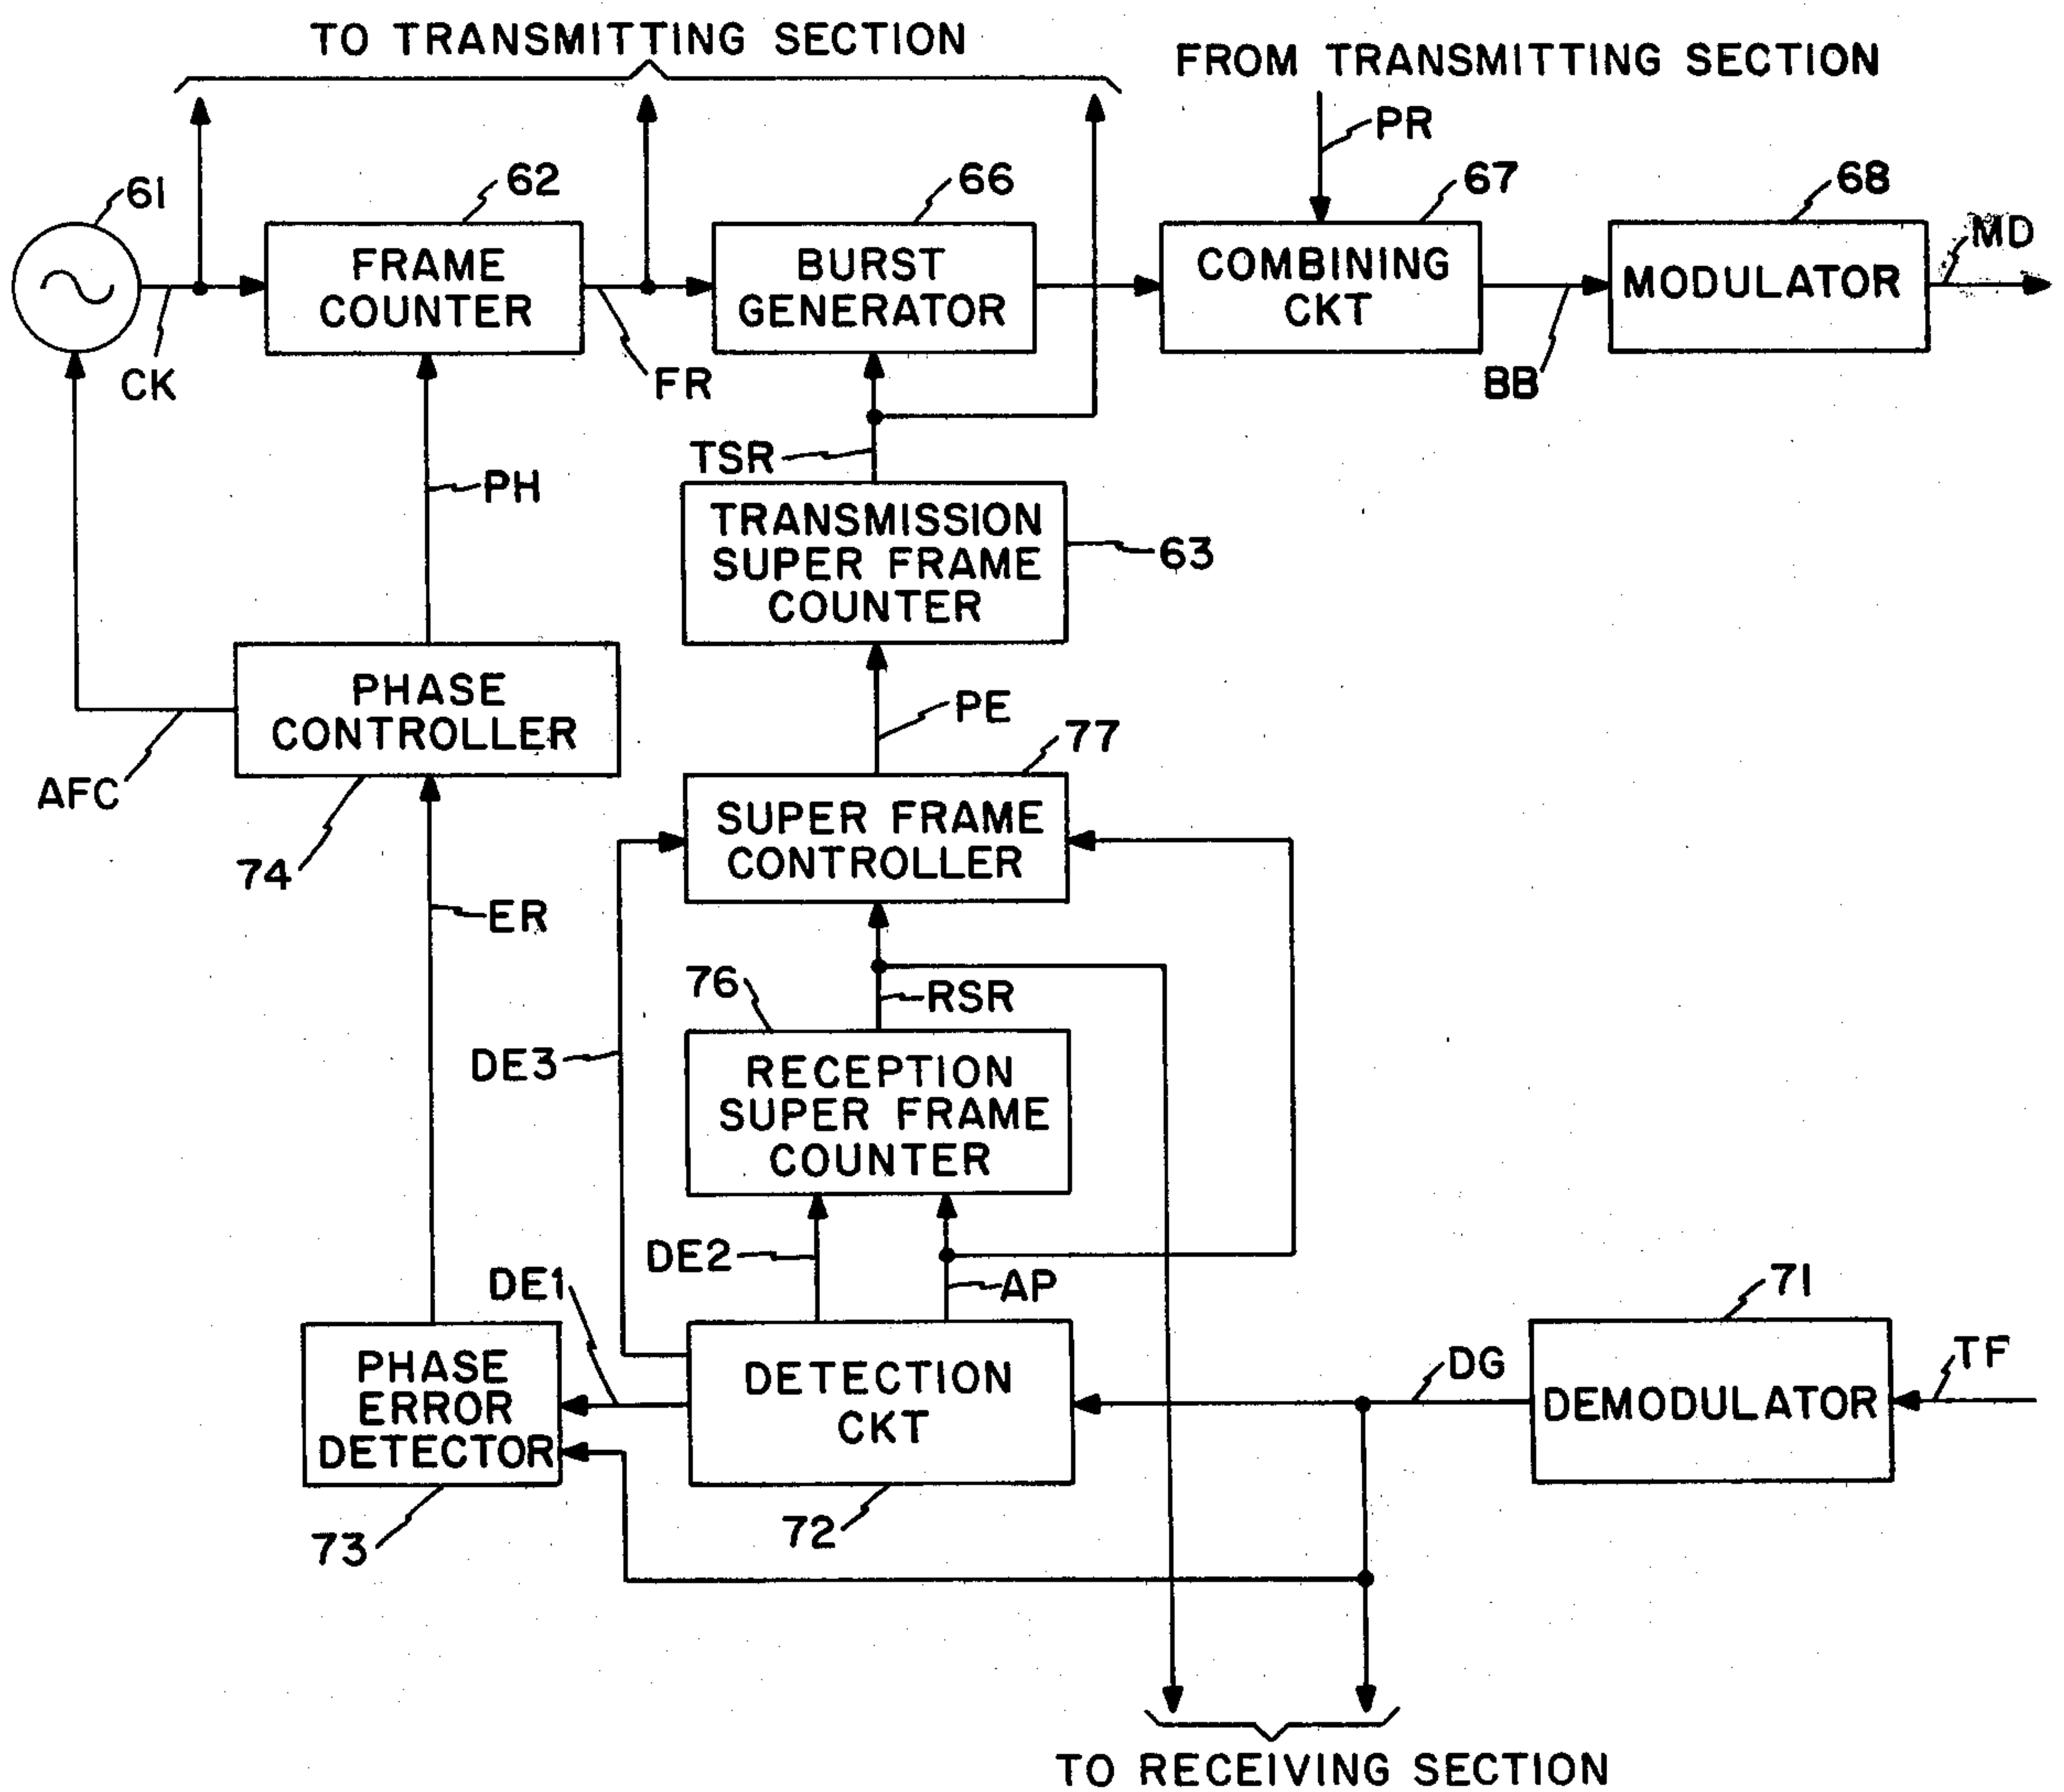 TO TRANSMITTING SECTION
FROM TRANSMITTING SECTION
PR
61
62
66
67
68
MD
FRAME
COUNTER
BURST
GENERATOR
COMBINING
CKT
MODULATOR
CK
FR
BB
TSR
PH
TRANSMISSION
SUPER FRAME
COUNTER
63
PHASE
CONTROLLER
PE
77
AFC
74
SUPER FRAME
CONTROLLER
ER
76
RSR
DE3
RECEPTION
SUPER FRAME
COUNTER
DE2
DE1
AP
71
PHASE
ERROR
DETECTOR
DETECTION
CKT
DG
DEMODULATOR
TF
73
72
TO RECEIVING SECTION